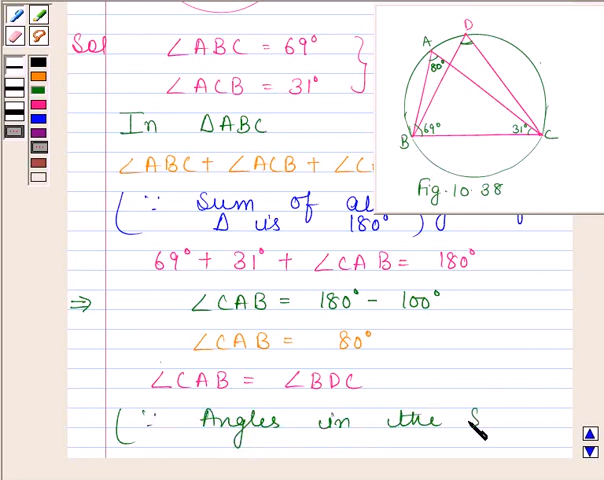 Sol ∠ABC = 69°
∠ACB = 31° }
In ΔABC
∠ABC + ∠ACB + ∠C
(∵ Sum of al
Δ is 180°)
69° + 31° + ∠CAB = 180°
⇒ ∠CAB = 180° - 100°
∠CAB = 80°
∠CAB = ∠BDC
(∵ Angles in the S
D
A
80°
B 69° 31° C
Fig. 10.38